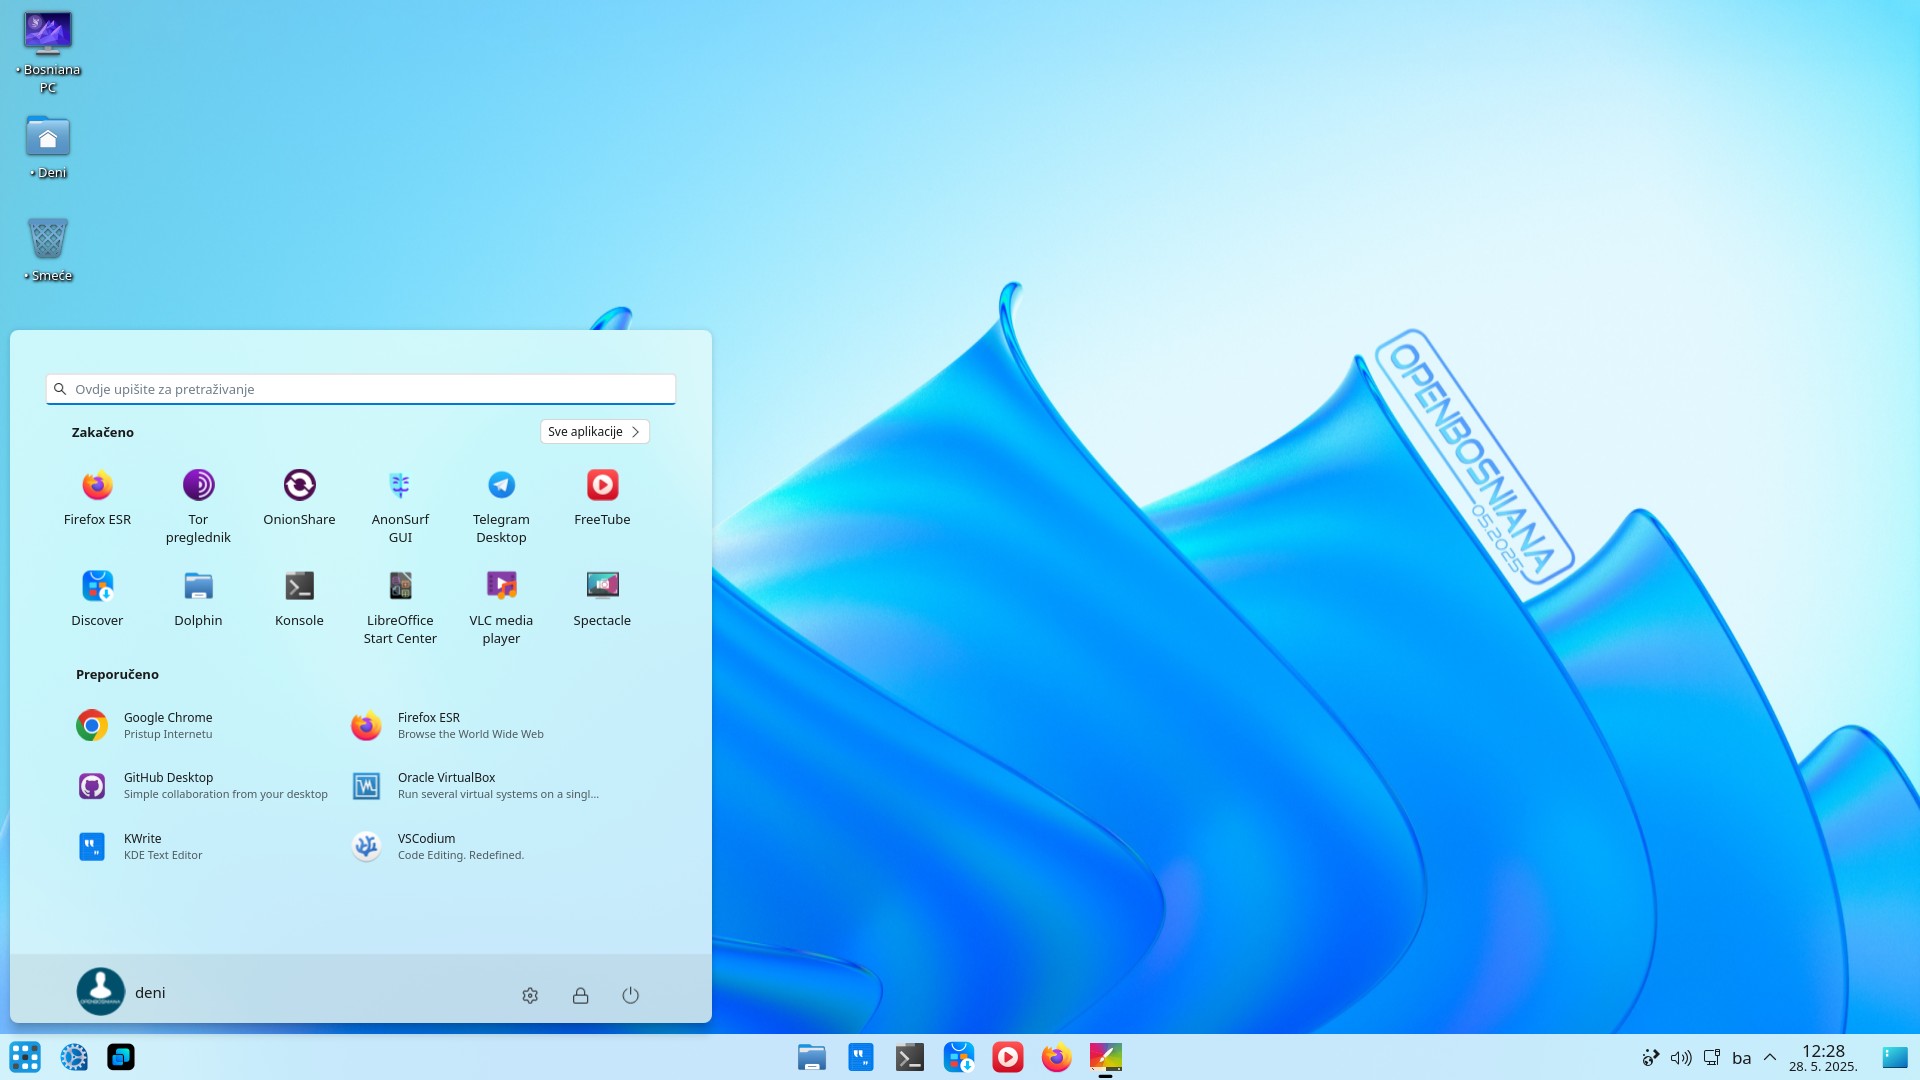 • Bosniana
PC
• Deni
• Smeće
Ovdje upišite za pretraživanje
Zakačeno
Sve aplikacije
Firefox ESR
Tor
preglednik
OnionShare
AnonSurf
GUI
Telegram
Desktop
FreeTube
Discover
Dolphin
Konsole
LibreOffice
Start Center
VLC media
player
Spectacle
Preporučeno
Google Chrome
Pristup Internetu
Firefox ESR
Browse the World Wide Web
GitHub Desktop
Simple collaboration from your desktop
Oracle VirtualBox
Run several virtual systems on a singl...
KWrite
KDE Text Editor
VSCodium
Code Editing. Redefined.
deni
OPENBOSNIANA
05.2025
ba
12:28
28. 5. 2025.